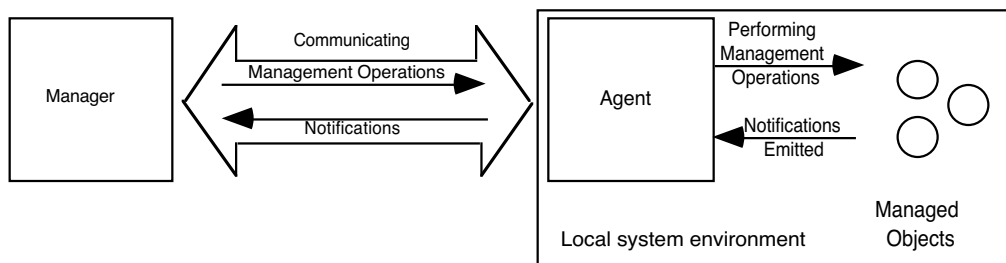 Manager
Communicating
Management Operations
Notifications
Agent
Performing
Management
Operations
Notifications
Emitted
Managed
Objects
Local system environment